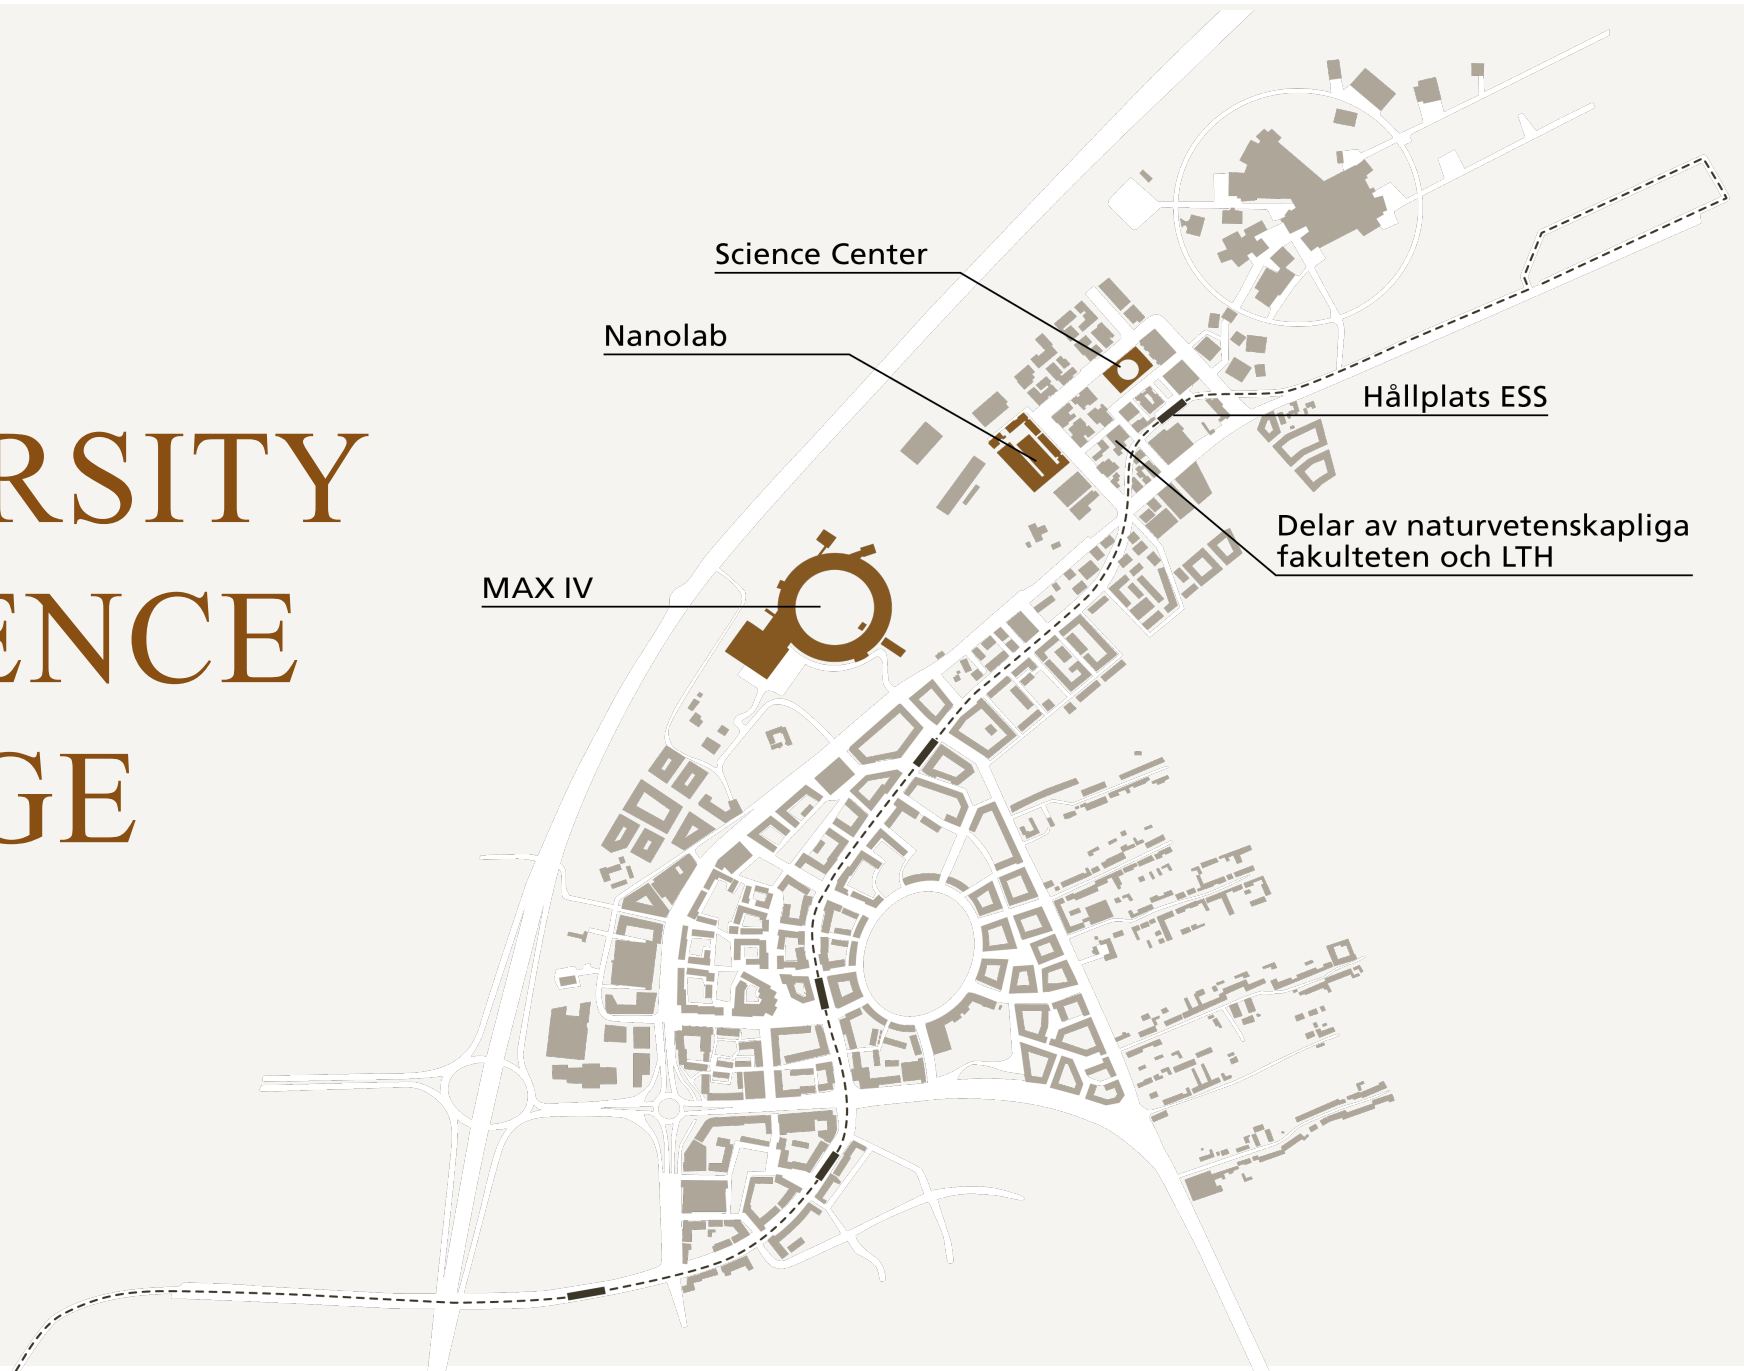 Science Center
Nanolab
Hållplats ESS
RSITY
Delar av naturvetenskapliga
fakulteten och LTH
MAX IV
ENCE
GE